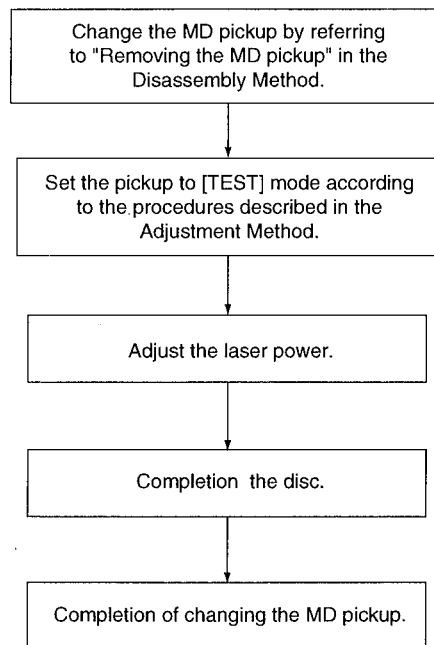 Change the MD pickup by referring
to "Removing the MD pickup" in the
Disassembly Method.
Set the pickup to [TEST] mode according
to the procedures described in the
Adjustment Method.
Adjust the laser power.
Completion the disc.
Completion of changing the MD pickup.